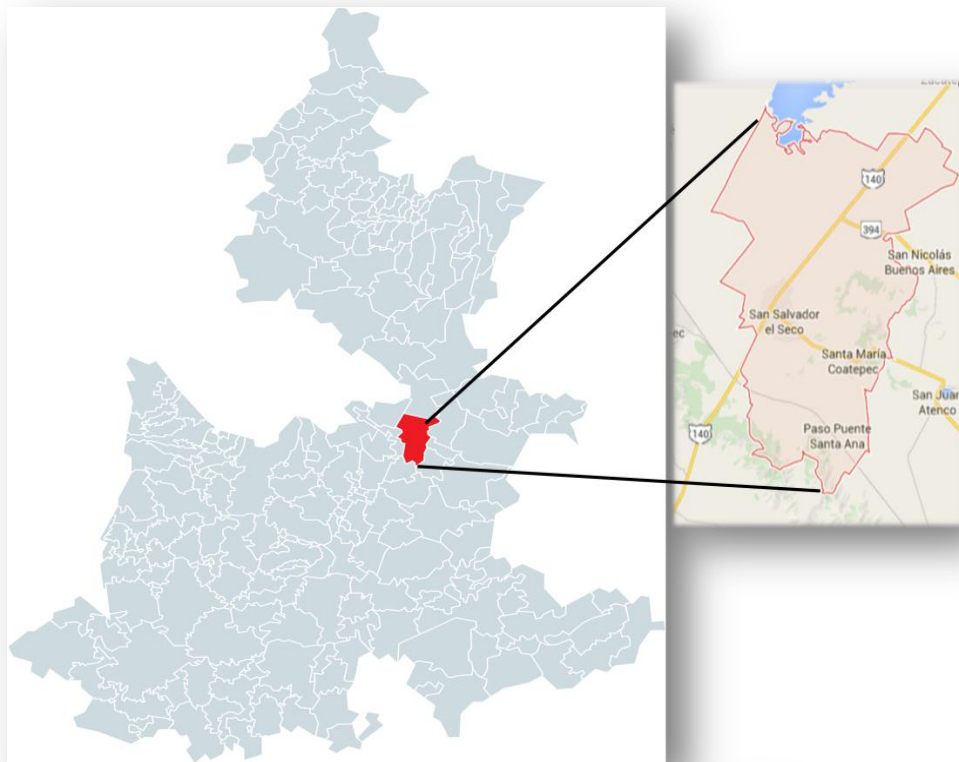 140
394
San Nicolás
Buenos Aires
San Salvador
el Seco
ec
Santa María
Coatepec
San Juan
Atenco
Paso Puente
Santa Ana
140